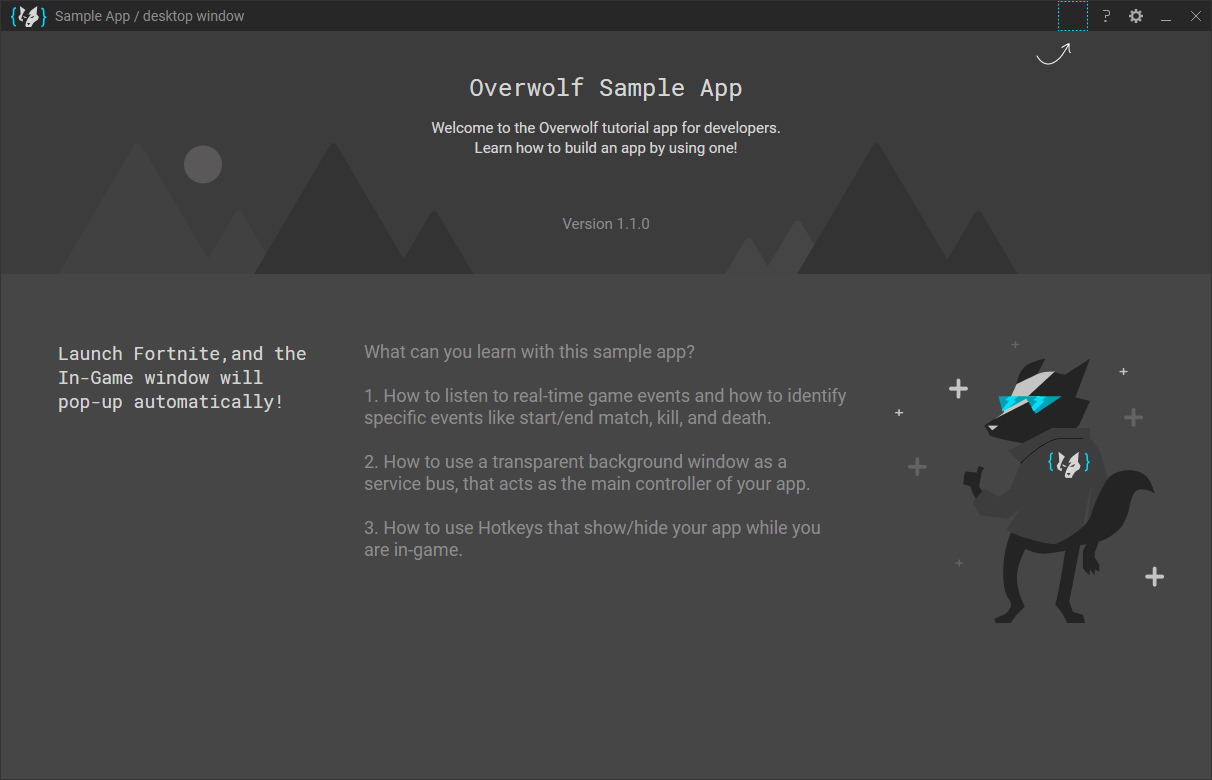 Sample App / desktop window
?
Overwolf Sample App
Welcome to the Overwolf tutorial app for developers.
Learn how to build an app by using one!
Version 1.1.0
Launch Fortnite,and the
In-Game window will
pop-up automatically!
What can you learn with this sample app?
1. How to listen to real-time game events and how to identify
specific events like start/end match, kill, and death.
2. How to use a transparent background window as a
service bus, that acts as the main controller of your app.
3. How to use Hotkeys that show/hide your app while you
are in-game.